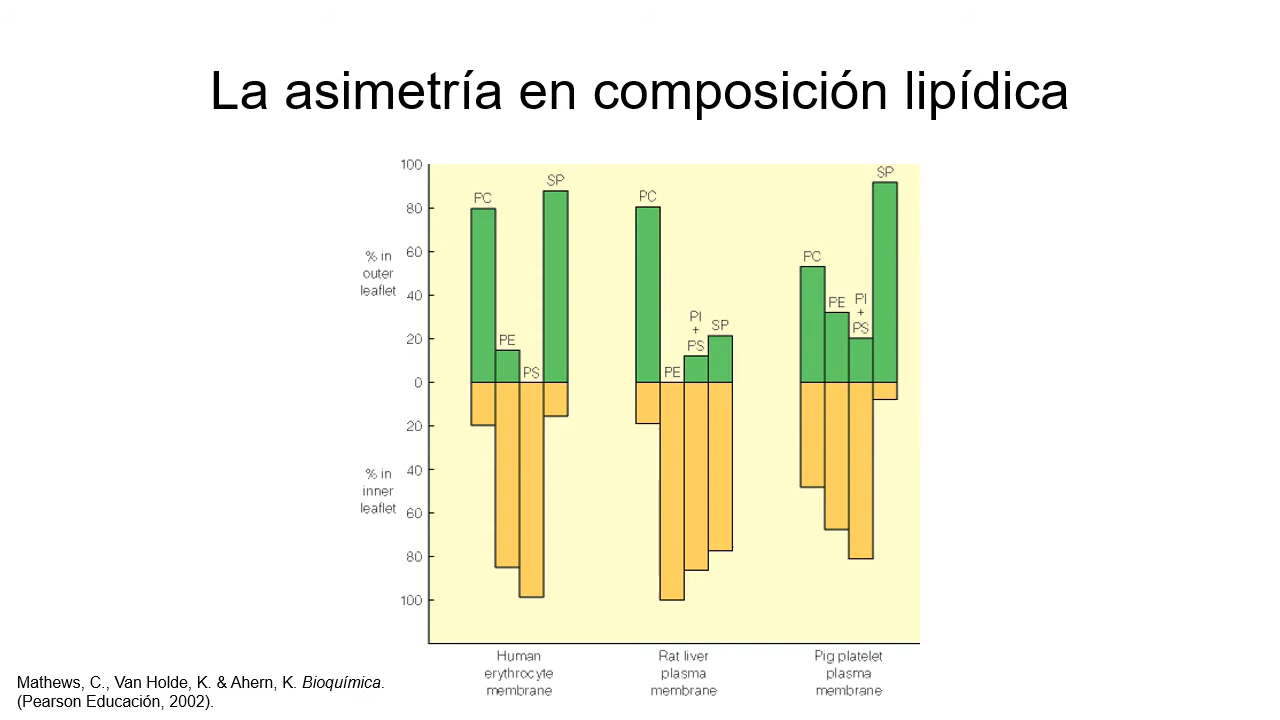 La asimetría en composición lipídica
% in
outer
leaflet
% in
inner
leaflet
100
80
60
40
20
0
20
40
60
80
100
PC
PE
PS
SP
PC
PE
PI
+
PS
SP
PC
PE
PI
+
PS
SP
Human
erythrocyte
membrane
Rat liver
plasma
membrane
Pig platelet
plasma
membrane
Mathews, C., Van Holde, K. & Ahern, K. Bioquímica.
(Pearson Educación, 2002).